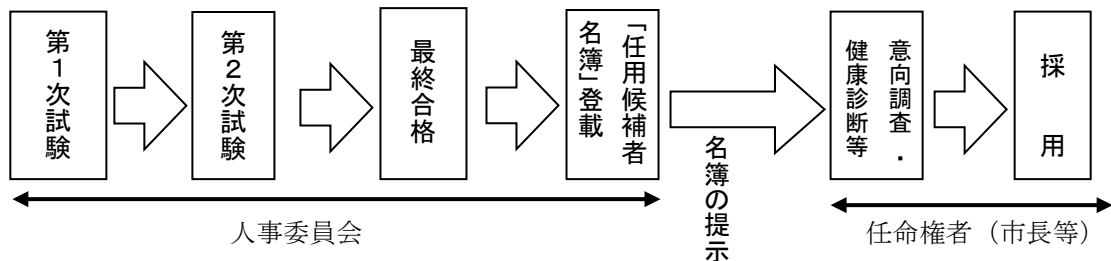 第1次試験
第2次試験
最終合格
「任用候補者
名簿」登載
名簿の提示
意向調査・
健康診断等
採用
人事委員会
任命権者（市長等）